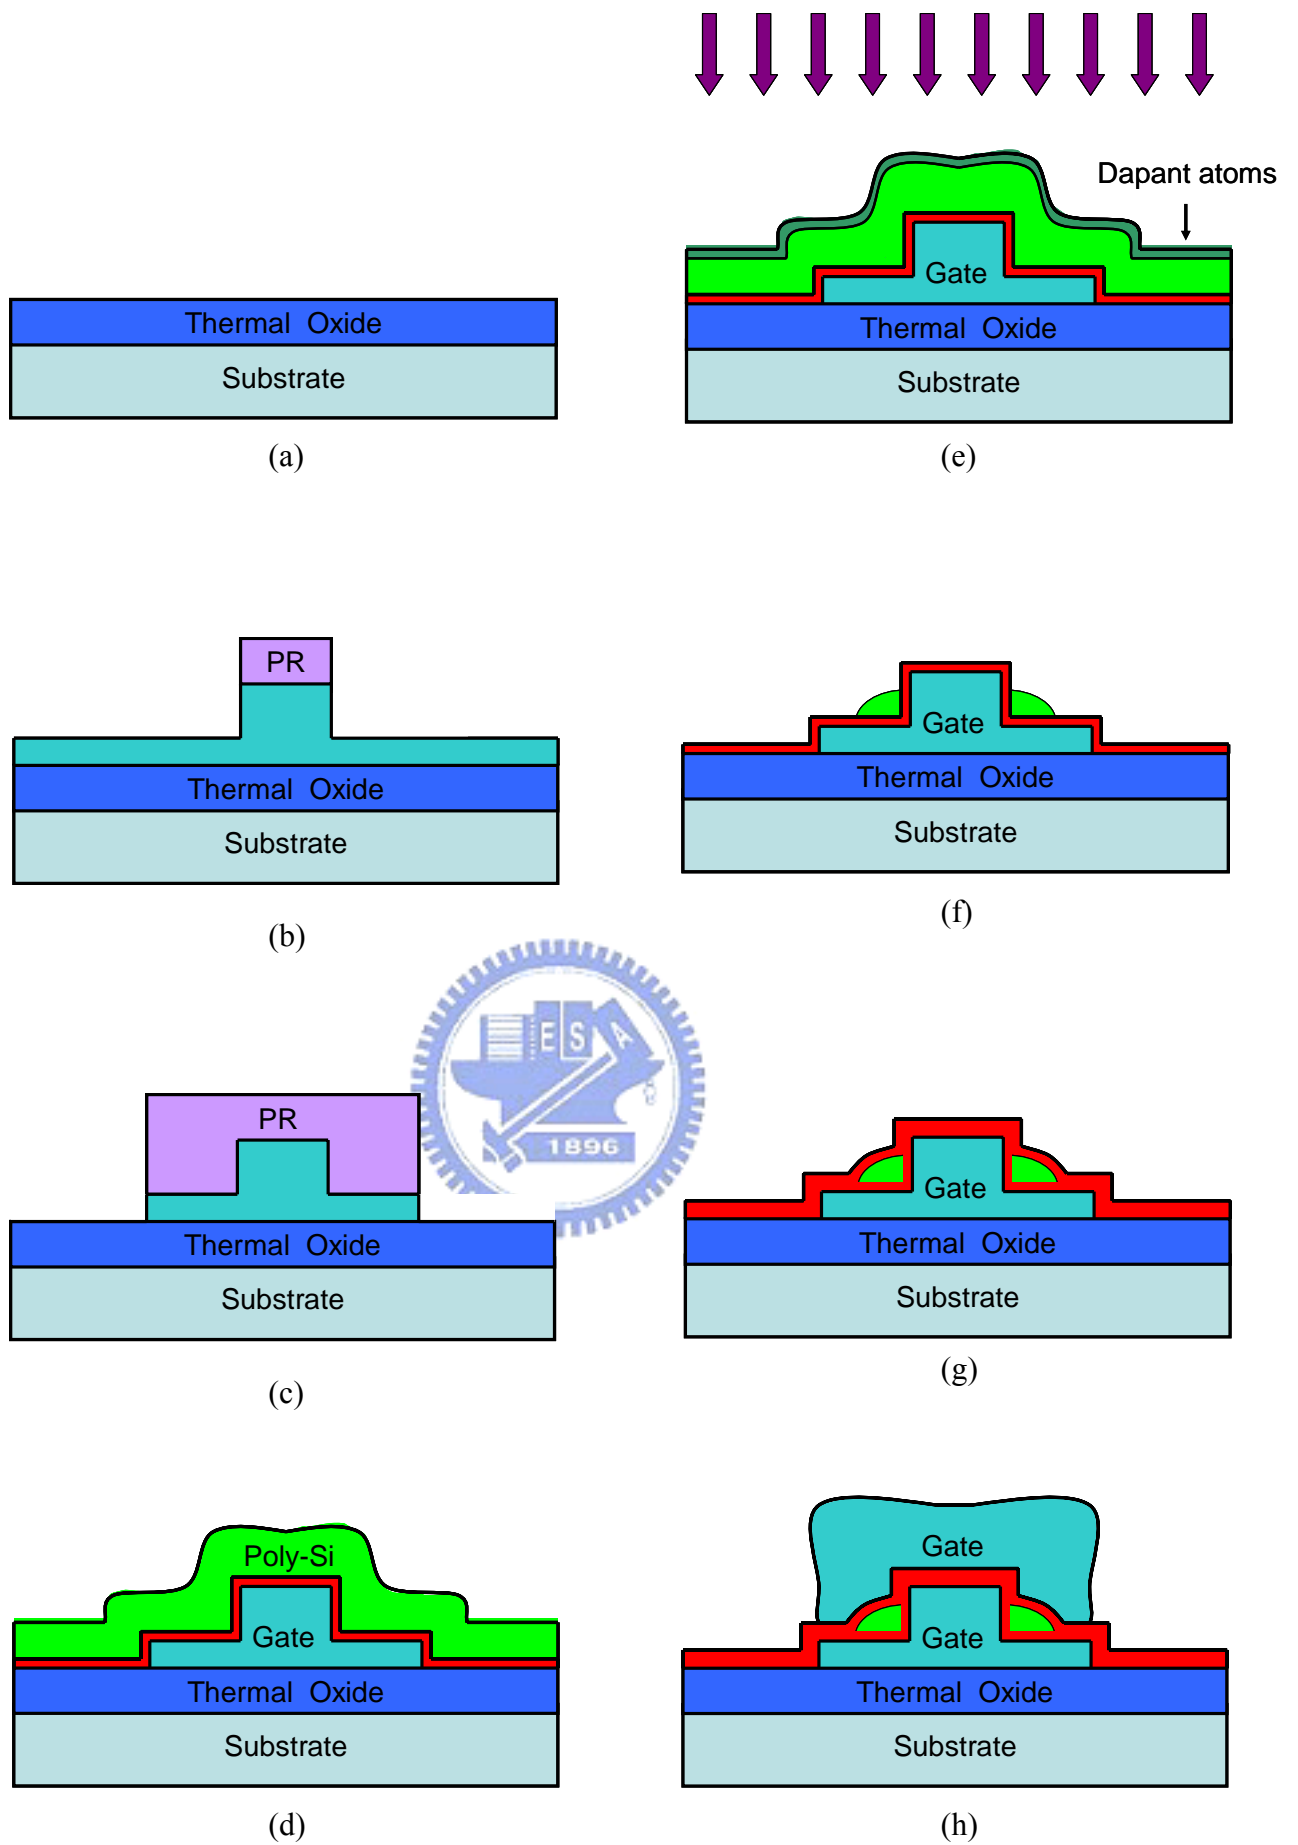 Thermal Oxide
Substrate
(a)
PR
Thermal Oxide
Substrate
(b)
PR
Thermal Oxide
Substrate
(c)
Poly-Si
Gate
Thermal Oxide
Substrate
(d)
Dapant atoms
Gate
Thermal Oxide
Substrate
(e)
Gate
Thermal Oxide
Substrate
(f)
Gate
Thermal Oxide
Substrate
(g)
Gate
Gate
Thermal Oxide
Substrate
(h)
E S A
1896